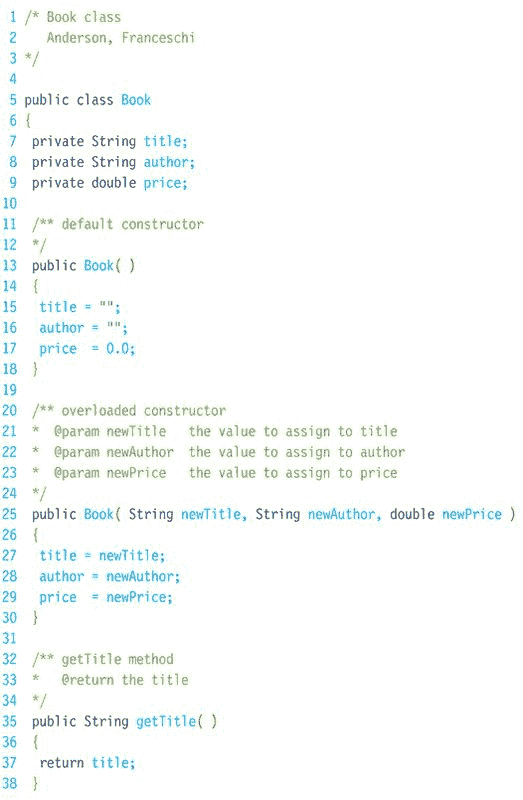 1 /* Book class
2    Anderson, Franceschi
3 */
4
5 public class Book
6 {
7  private String title;
8  private String author;
9  private double price;
10
11  /** default constructor
12  */
13  public Book( )
14  {
15   title = "";
16   author = "";
17   price  = 0.0;
18  }
19
20  /** overloaded constructor
21  *  @param newTitle   the value to assign to title
22  *  @param newAuthor  the value to assign to author
23  *  @param newPrice   the value to assign to price
24  */
25  public Book( String newTitle, String newAuthor, double newPrice )
26  {
27   title = newTitle;
28   author = newAuthor;
29   price  = newPrice;
30  }
31
32  /** getTitle method
33  *   @return the title
34  */
35  public String getTitle( )
36  {
37   return title;
38  }